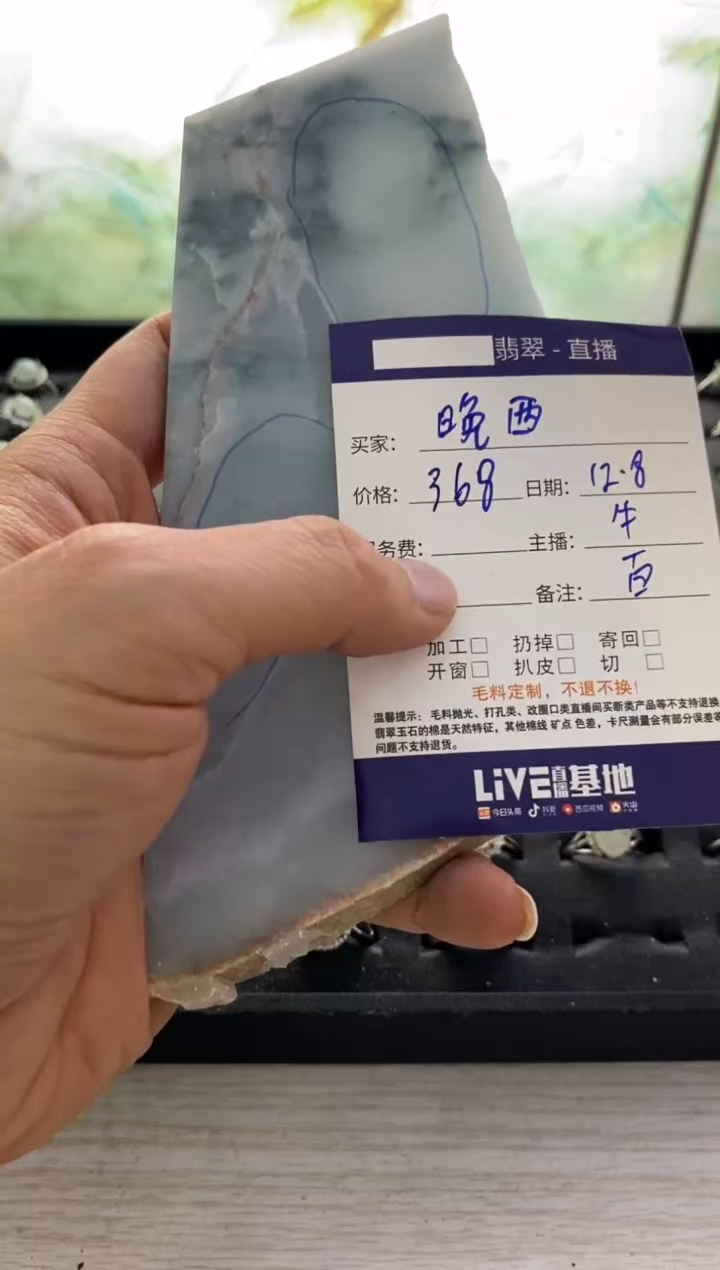 翡翠 - 直播
买家: 晚西
价格: 368 日期: 12.8
务费: 主播: 牛
备注: 百
加工□ 扔掉□ 寄回□
开窗□ 扒皮□ 切 □
毛料定制，不退不换!
温馨提示：毛料抛光、打孔类、改圈口类直播间买断类产品等不支持退换
翡翠玉石的棉是天然特征，其他棉线 矿点 色差，卡尺测量会有部分误差等
问题不支持退货。
LiVE直播基地
今日头条 抖音 西瓜视频 火山